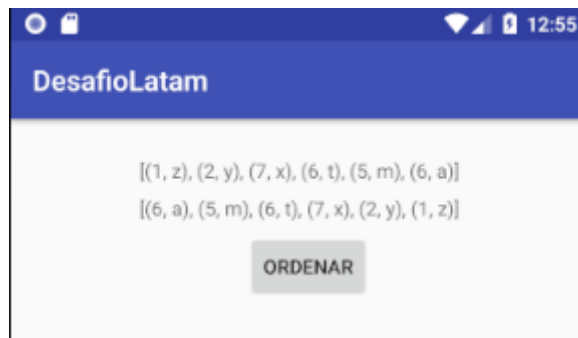 12:55
DesafioLatam
[(1, z), (2, y), (7, x), (6, t), (5, m), (6, a)]
[(6, a), (5, m), (6, t), (7, x), (2, y), (1, z)]
ORDENAR